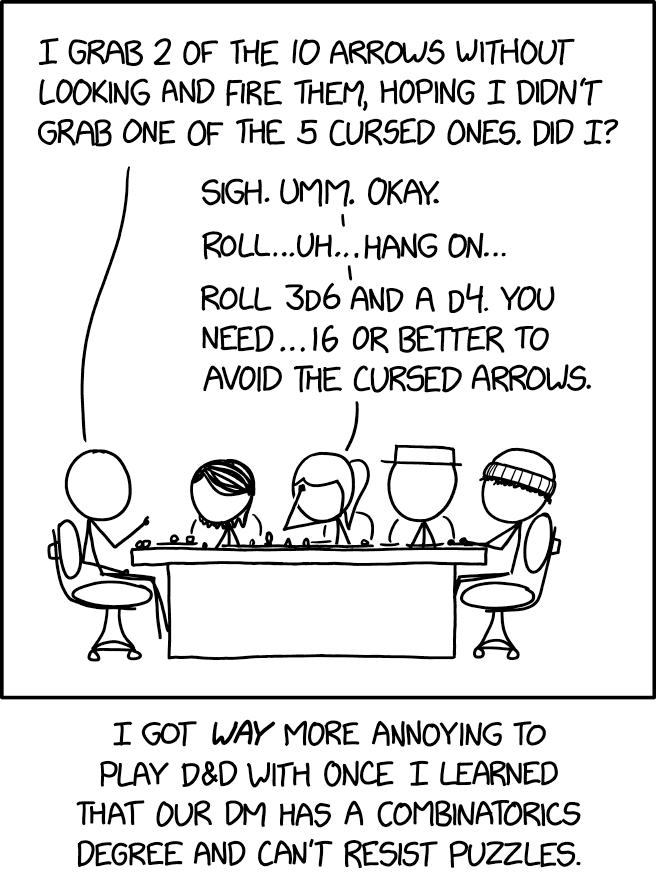 I GRAB 2 OF THE 10 ARROWS WITHOUT
LOOKING AND FIRE THEM, HOPING I DIDN'T
GRAB ONE OF THE 5 CURSED ONES. DID I?
SIGH. UMM. OKAY.
ROLL...UH...HANG ON...
ROLL 3D6 AND A D4. YOU
NEED...16 OR BETTER TO
AVOID THE CURSED ARROWS.
I GOT WAY MORE ANNOYING TO
PLAY D&D WITH ONCE I LEARNED
THAT OUR DM HAS A COMBINATORICS
DEGREE AND CAN'T RESIST PUZZLES.